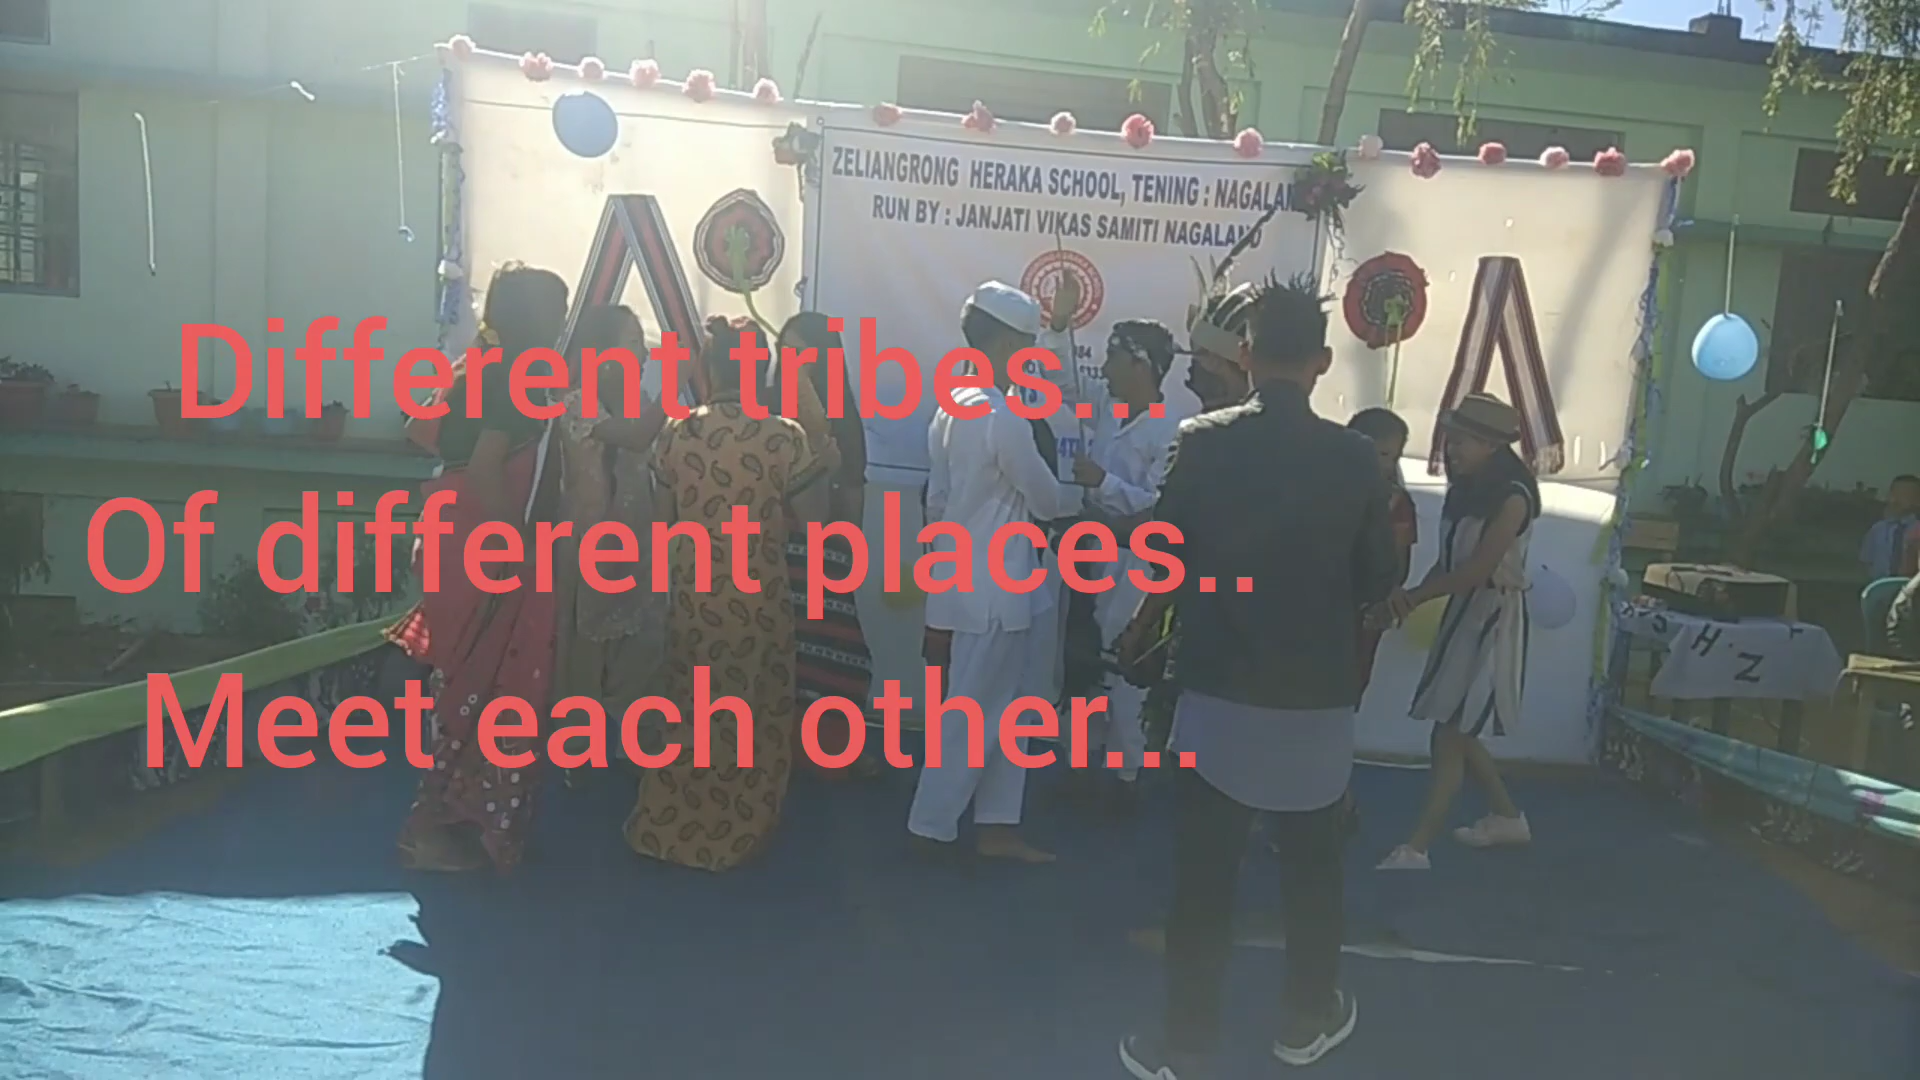 ZELIANGRONG HERAKA SCHOOL, TENING : NAGALAN
RUN BY : JANJATI VIKAS SAMITI NAGALAND
Different tribes...
Of different places..
Meet each other...
S H
Z